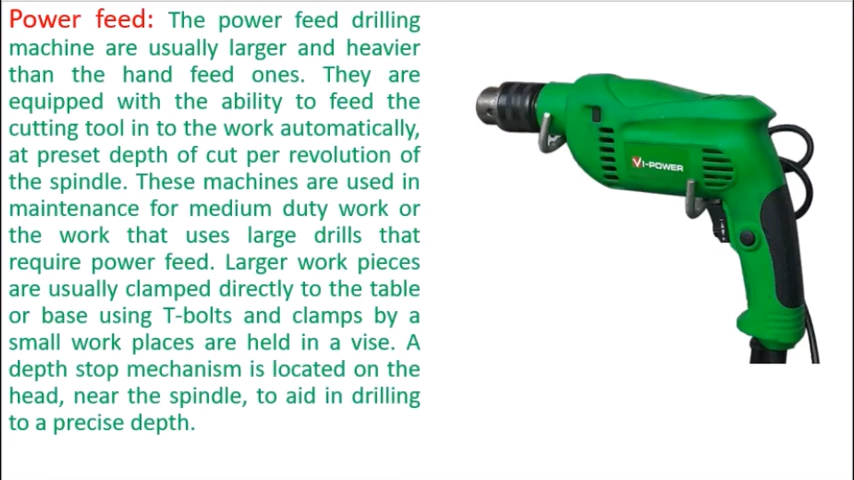 Power feed: The power feed drilling
machine are usually larger and heavier
than the hand feed ones. They are
equipped with the ability to feed the
cutting tool in to the work automatically,
at preset depth of cut per revolution of
the spindle. These machines are used in
maintenance for medium duty work or
the work that uses large drills that
require power feed. Larger work pieces
are usually clamped directly to the table
or base using T-bolts and clamps by a
small work places are held in a vise. A
depth stop mechanism is located on the
head, near the spindle, to aid in drilling
to a precise depth.
VI-POWER